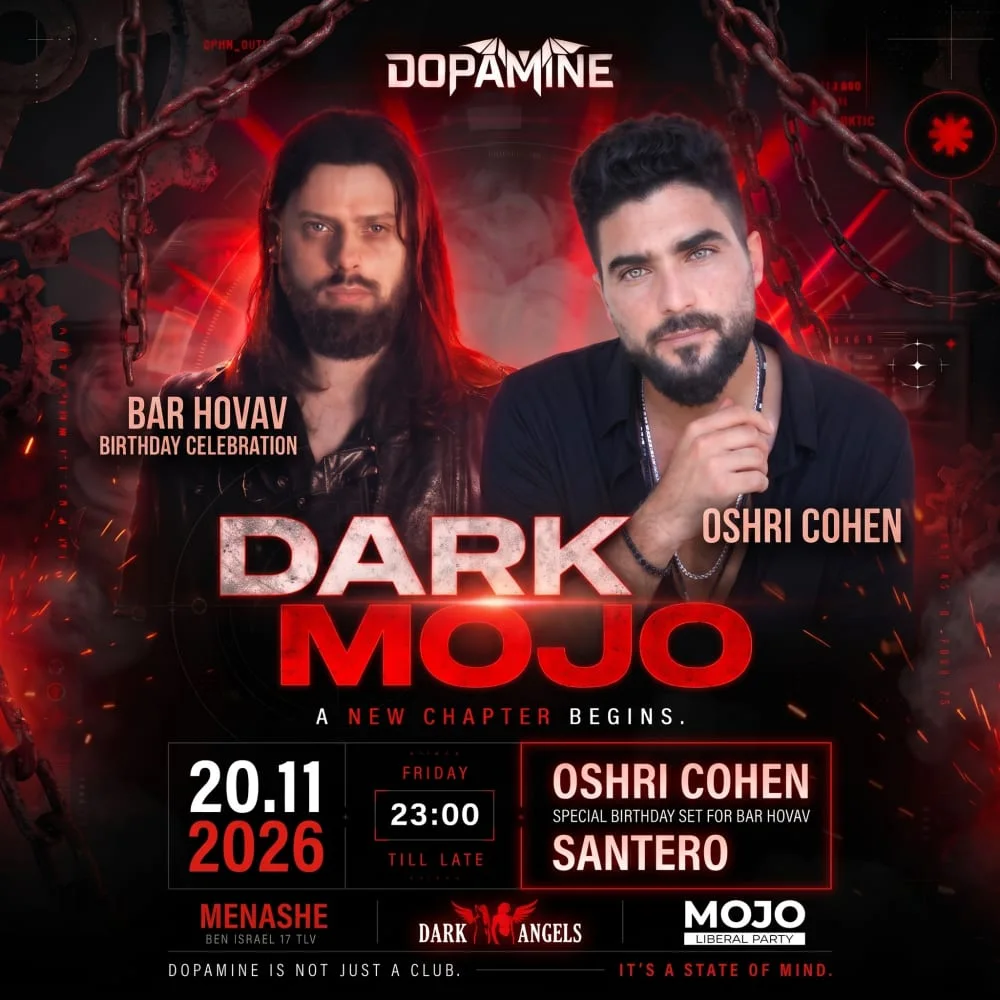 DOPAMINE
BAR HOVAV
BIRTHDAY CELEBRATION
OSHRI COHEN
DARK
MOJO
A NEW CHAPTER BEGINS.
20.11
2026
FRIDAY
23:00
TILL LATE
OSHRI COHEN
SPECIAL BIRTHDAY SET FOR BAR HOVAV
SANTERO
MENASHE
BEN ISRAEL 17 TLV
DARK ANGELS
MOJO
LIBERAL PARTY
DOPAMINE IS NOT JUST A CLUB.
IT'S A STATE OF MIND.